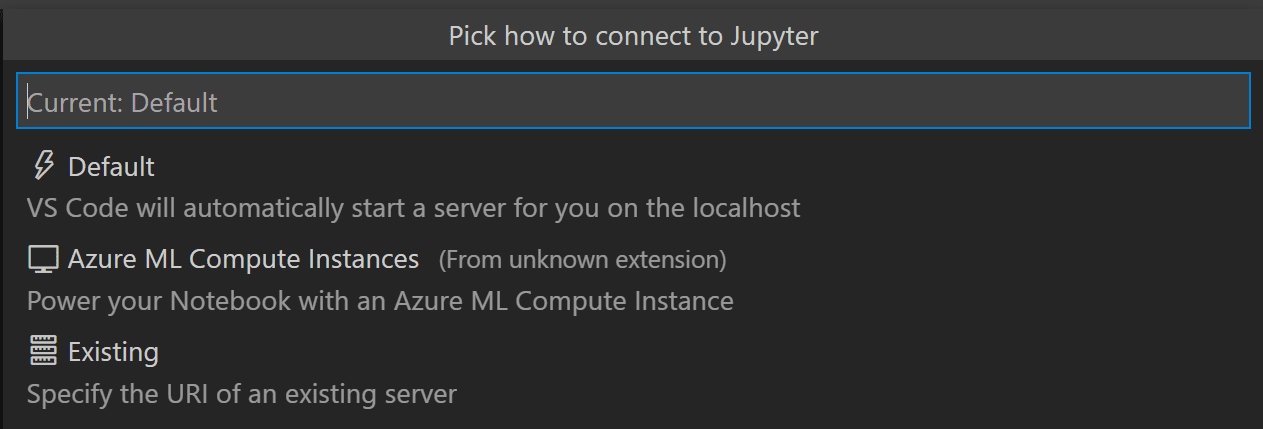 Pick how to connect to Jupyter
Current: Default
Default
VS Code will automatically start a server for you on the localhost
Azure ML Compute Instances (From unknown extension)
Power your Notebook with an Azure ML Compute Instance
Existing
Specify the URI of an existing server